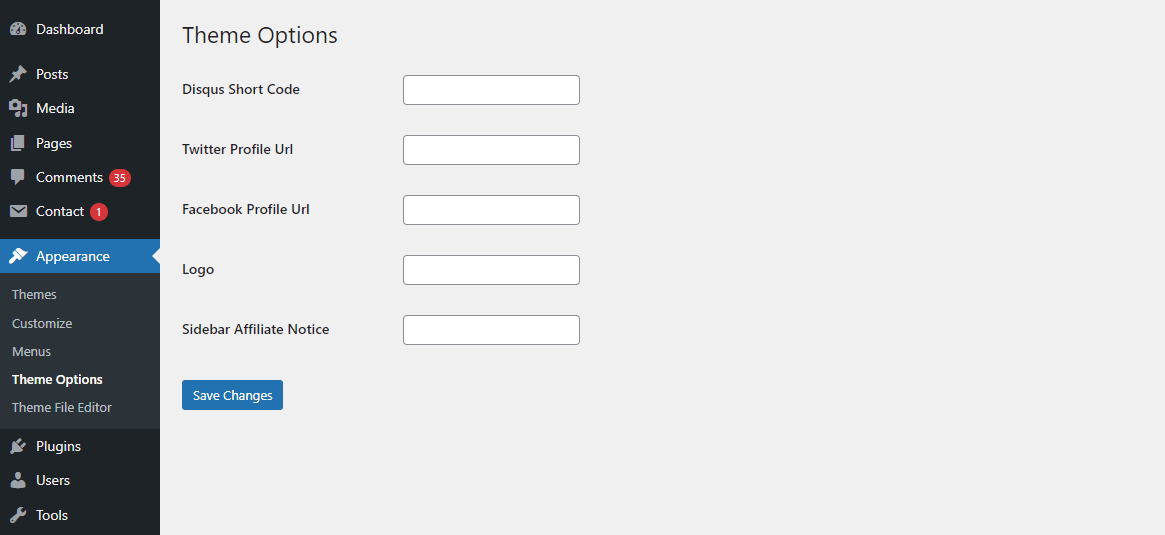 Dashboard
Posts
Media
Pages
Comments 35
Contact 1
Appearance
Themes
Customize
Menus
Theme Options
Theme File Editor
Plugins
Users
Tools
Theme Options
Disqus Short Code
Twitter Profile Url
Facebook Profile Url
Logo
Sidebar Affiliate Notice
Save Changes